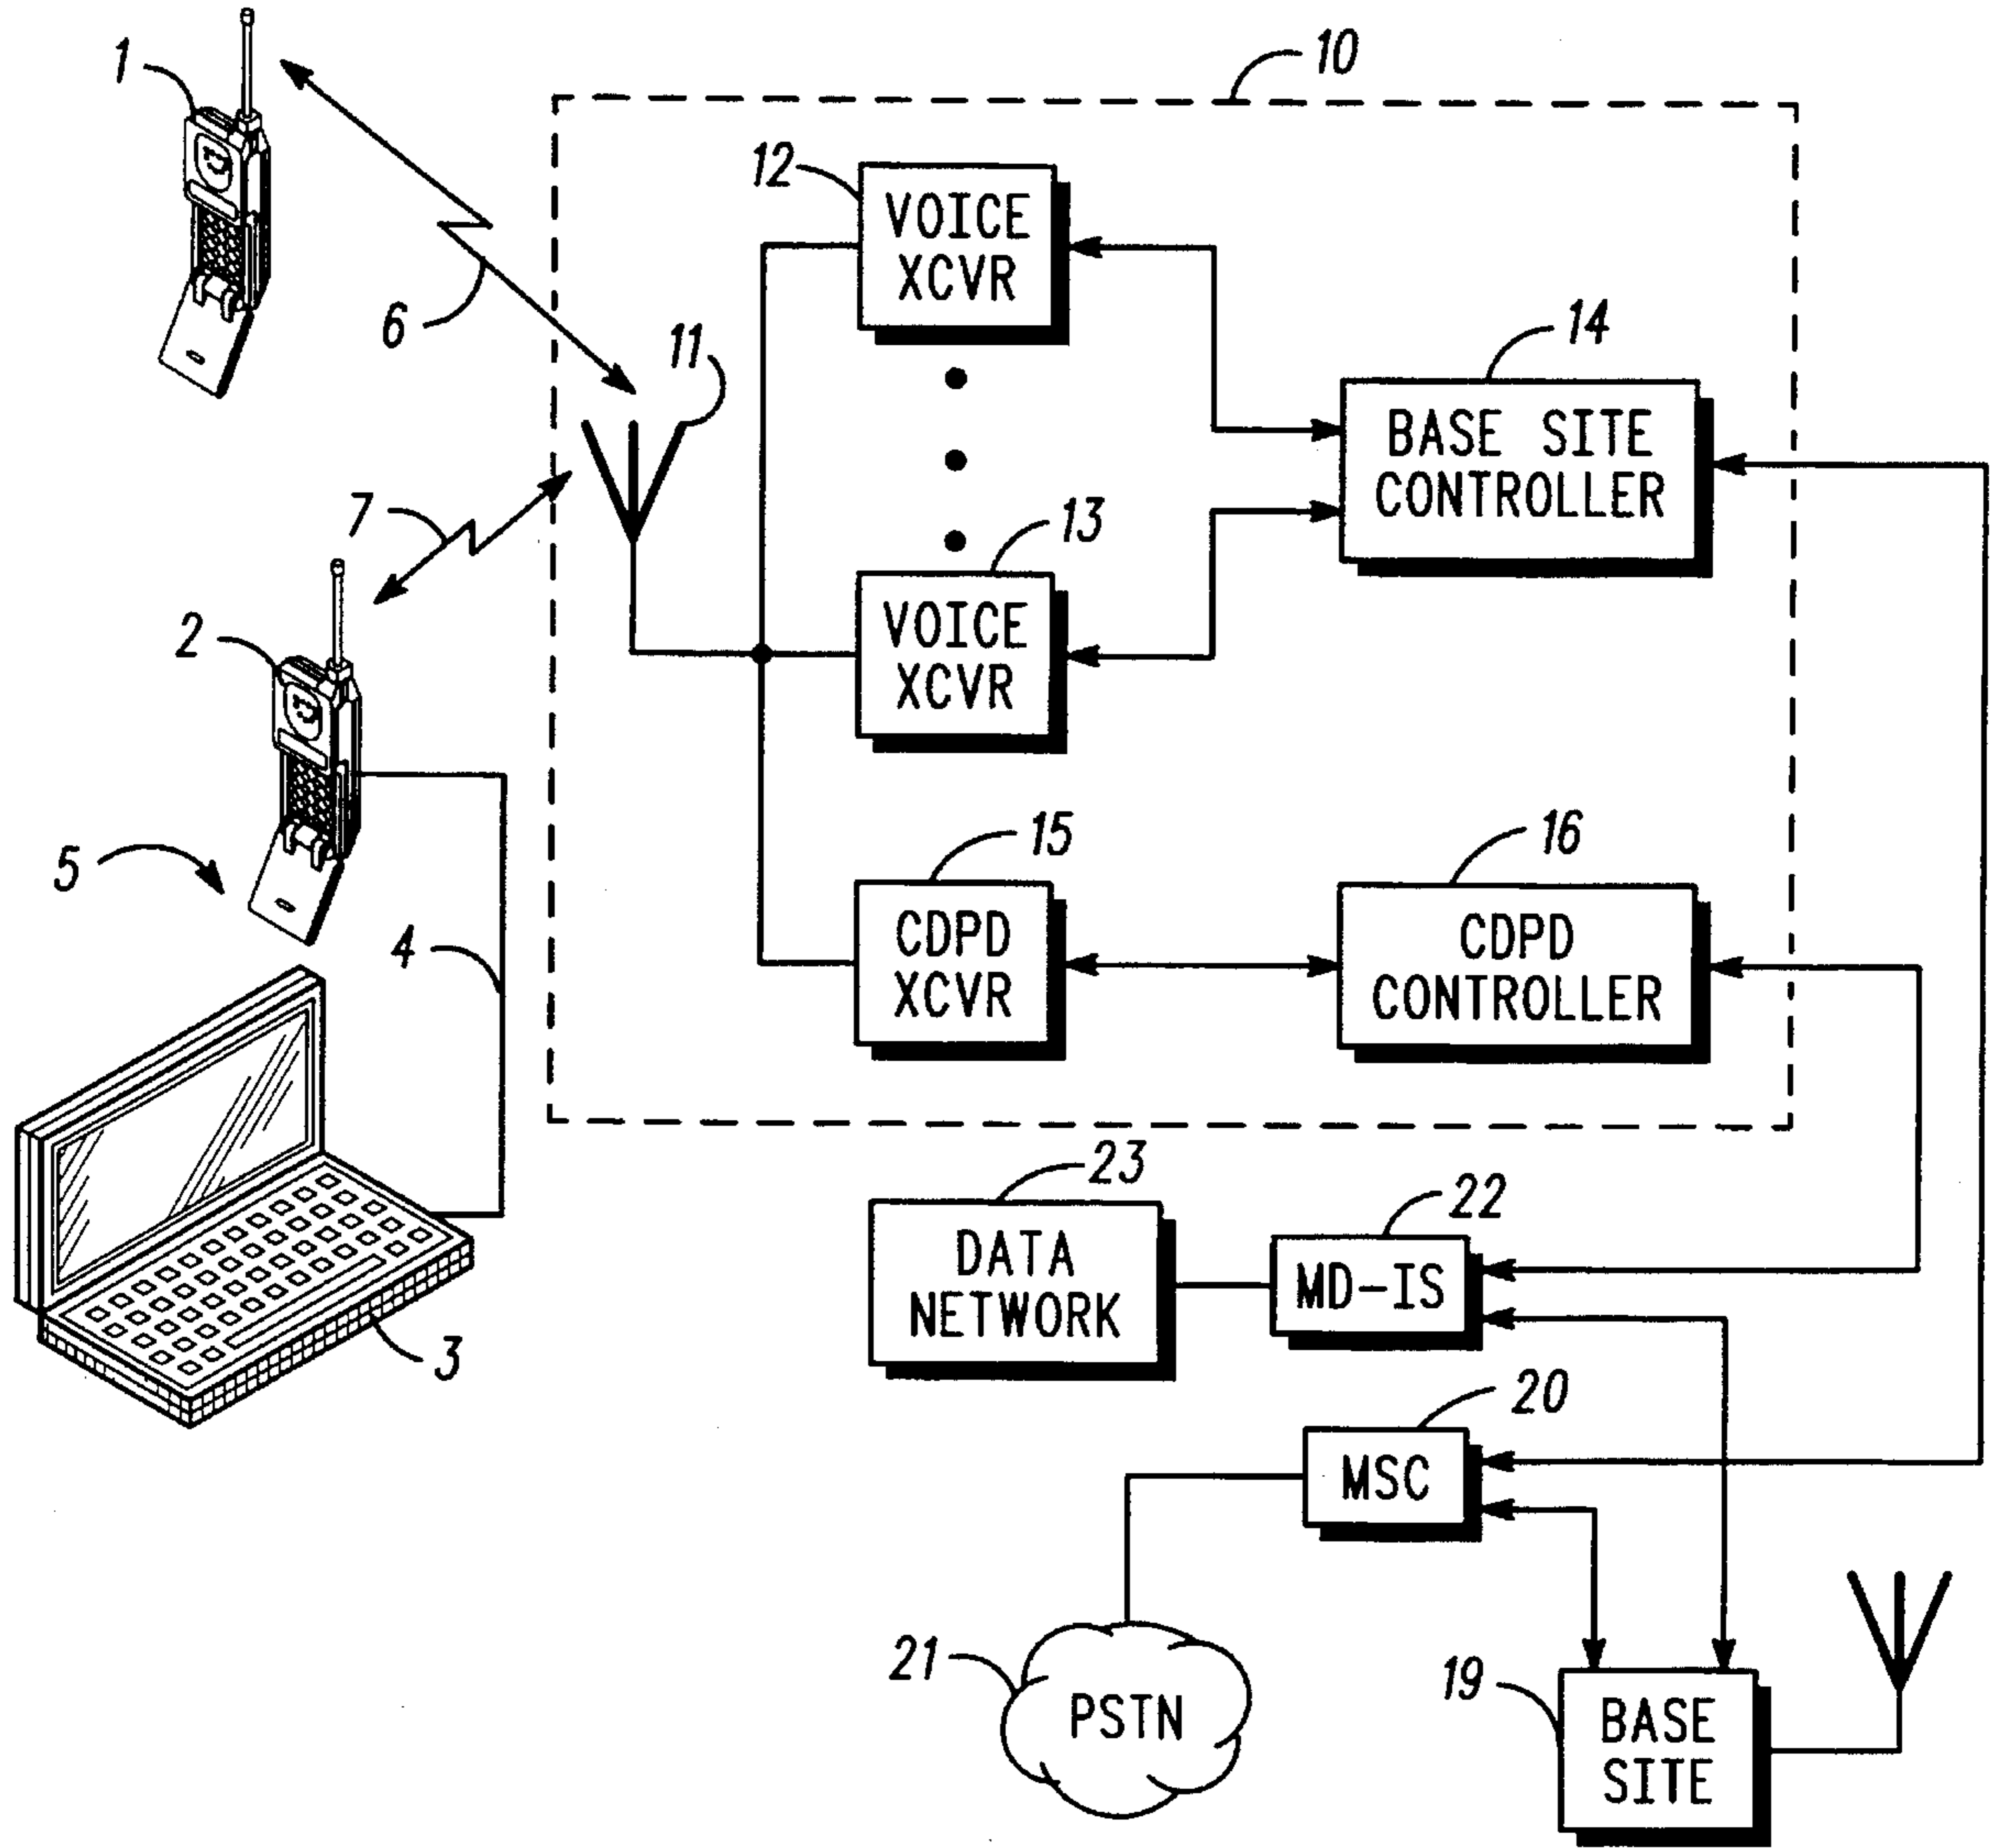 1
10
12
VOICE
XCVR
6
11
14
BASE SITE
CONTROLLER
7
13
VOICE
XCVR
2
15
16
5
CDPD
XCVR
CDPD
CONTROLLER
4
23
22
DATA
NETWORK
MD-IS
3
20
MSC
21
PSTN
19
BASE
SITE